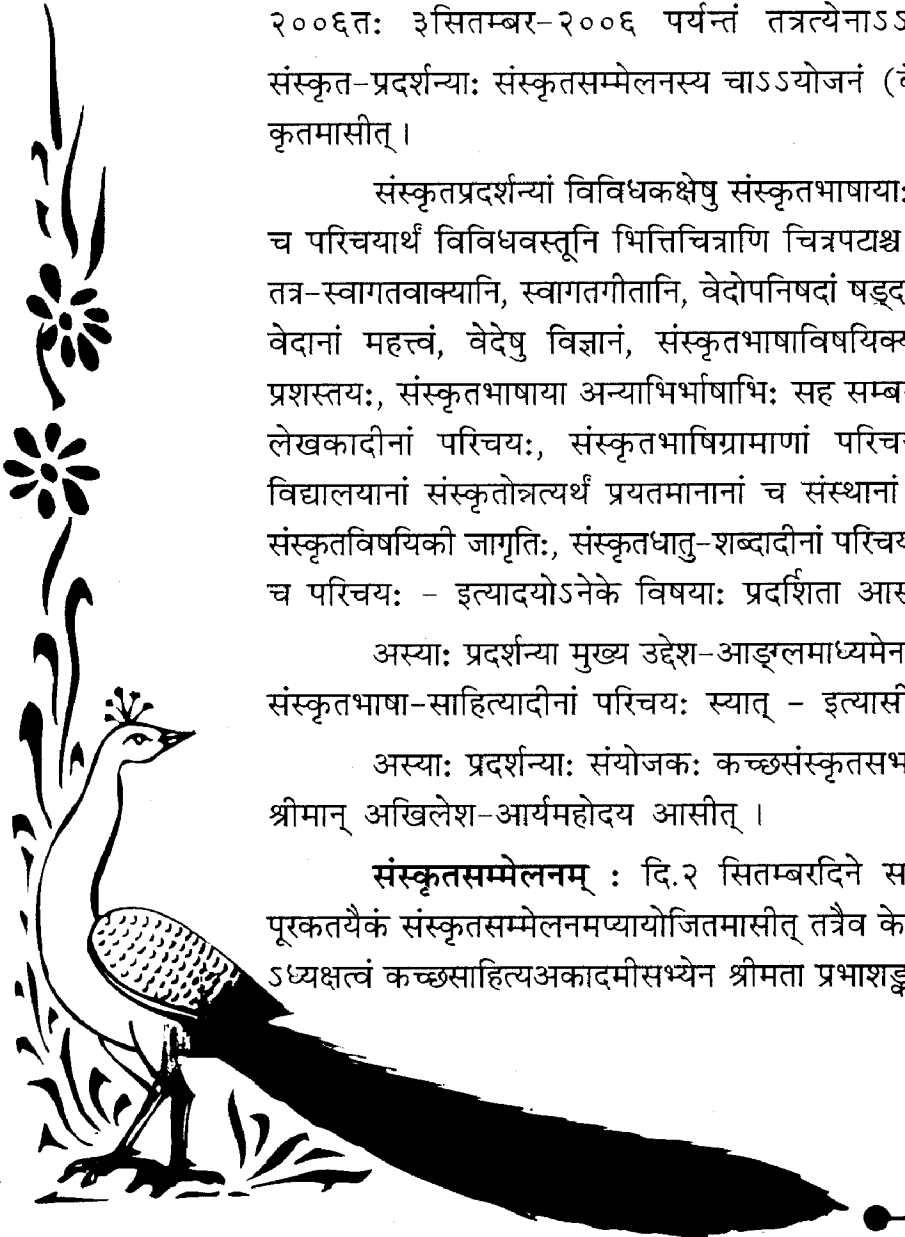 २००६तः ३सितम्बर-२००६ पर्यन्तं तत्रत्येनाऽऽ
संस्कृत-प्रदर्शन्याः संस्कृतसम्मेलनस्य चाऽऽयोजनं (
कृतमासीत् ।
संस्कृतप्रदर्शन्यां विविधकक्षेषु संस्कृतभाषायाः
च परिचयार्थं विविधवस्तूनि भित्तिचित्राणि चित्रपटाश्च
तत्र-स्वागतवाक्यानि, स्वागतगीतानि, वेदोपनिषदां षड्द
वेदानां महत्त्वं, वेदेषु विज्ञानं, संस्कृतभाषाविषयिक्य
प्रशस्तयः, संस्कृतभाषाया अन्याभिर्भाषाभिः सह सम्ब
लेखकादीनां परिचयः, संस्कृतभाषिग्रामाणां परिच
विद्यालयानां संस्कृतोन्नत्यर्थं प्रयतमानानां च संस्थानां
संस्कृतविषयिकी जागृतिः, संस्कृतधातु-शब्दादीनां परिचय
च परिचयः - इत्यादयोऽनेके विषयाः प्रदर्शिता आस
अस्याः प्रदर्शन्या मुख्य उद्देश-आङ्ग्लमाध्यमेन
संस्कृतभाषा-साहित्यादीनां परिचयः स्यात् - इत्यासी
अस्याः प्रदर्शन्याः संयोजकः कच्छसंस्कृतसभ
श्रीमान् अखिलेश-आर्यमहोदय आसीत् ।
संस्कृतसम्मेलनम् : दि.२ सितम्बरदिने स
पूरकतयैकं संस्कृतसम्मेलनमप्यायोजितमासीत् तत्रैव के
ऽध्यक्षत्वं कच्छसाहित्यअकादमीसभ्येन श्रीमता प्रभाशङ्क